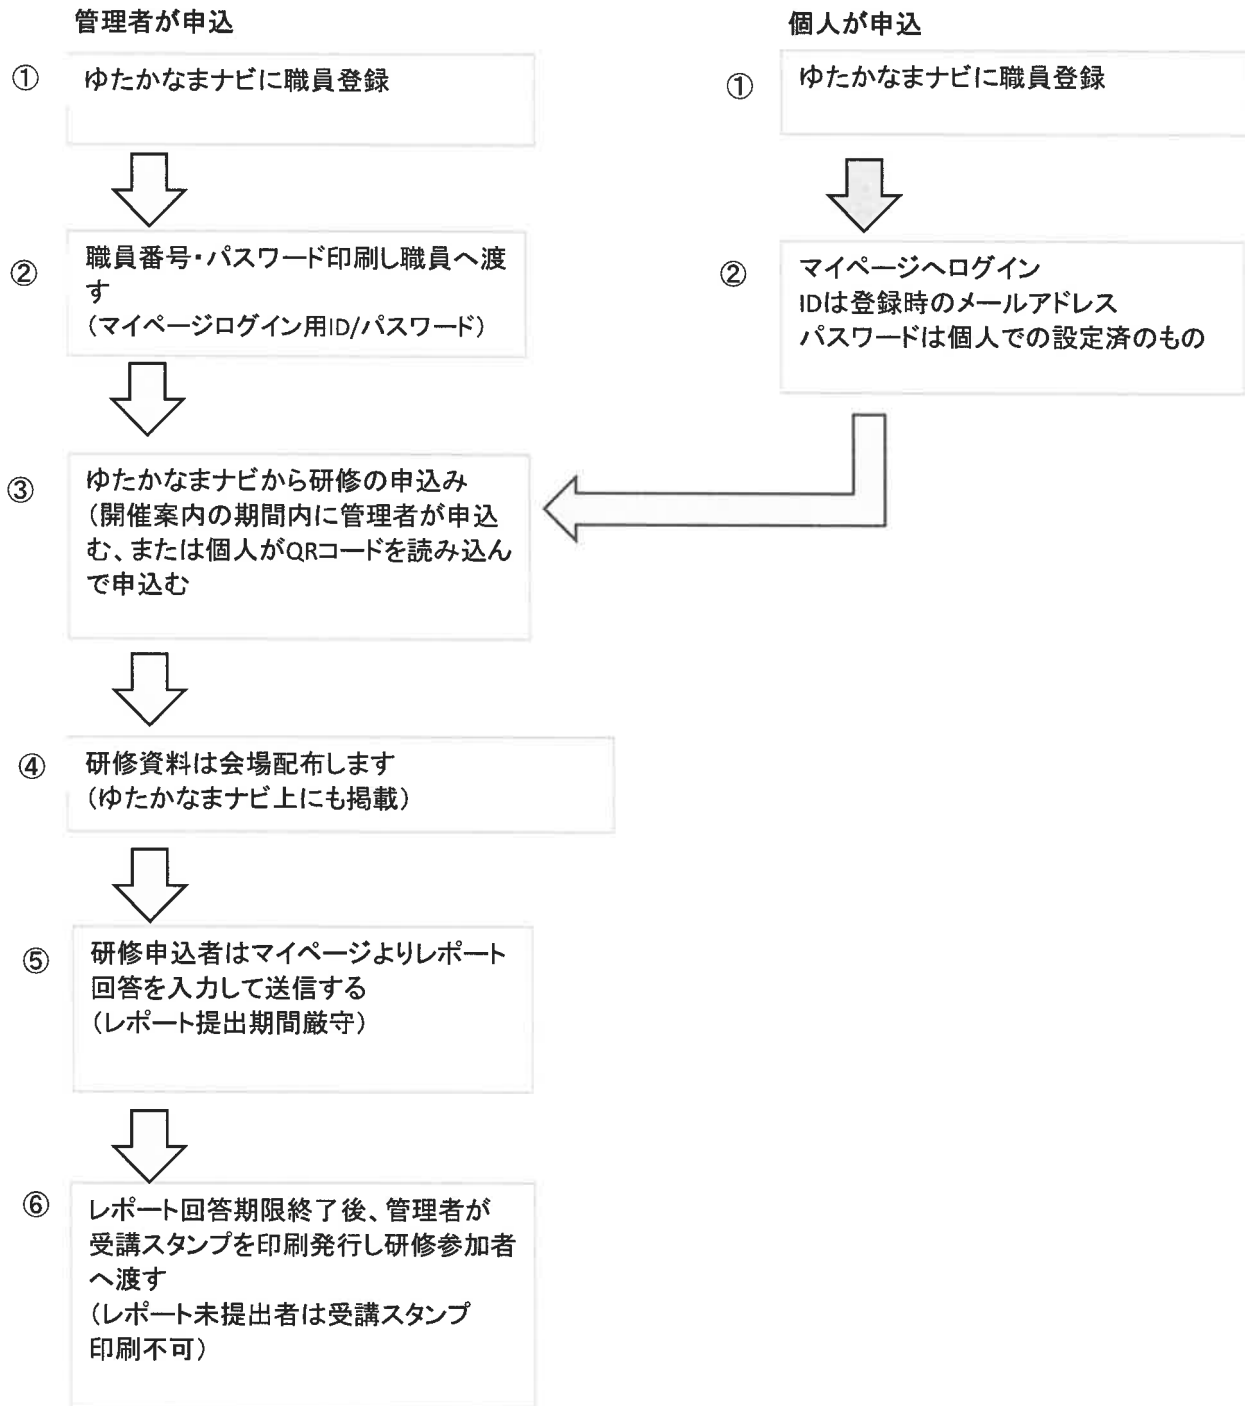 管理者が申込
① ゆたかなまナビに職員登録
② 職員番号・パスワード印刷し職員へ渡
す
（マイページログイン用ID/パスワード）
個人が申込
① ゆたかなまナビに職員登録
② マイページへログイン
IDは登録時のメールアドレス
パスワードは個人での設定済のもの
③ ゆたかなまナビから研修の申込み
（開催案内の期間内に管理者が申込
む、または個人がQRコードを読み込ん
で申込む
④ 研修資料は会場配布します
（ゆたかなまナビ上にも掲載）
⑤ 研修申込者はマイページよりレポート
回答を入力して送信する
（レポート提出期間厳守）
⑥ レポート回答期限終了後、管理者が
受講スタンプを印刷発行し研修参加者
へ渡す
（レポート未提出者は受講スタンプ
印刷不可）